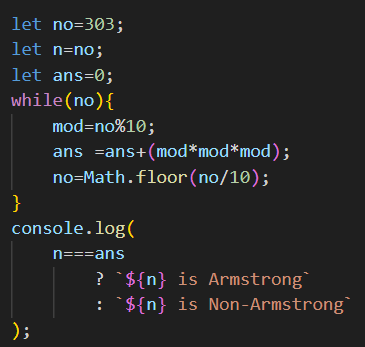 let no=303;
let n=no;
let ans=0;
while(no){
    mod=no%10;
    ans =ans+(mod*mod*mod);
    no=Math.floor(no/10);
}
console.log(
    n===ans
        ? `${n} is Armstrong`
        : `${n} is Non-Armstrong`
);